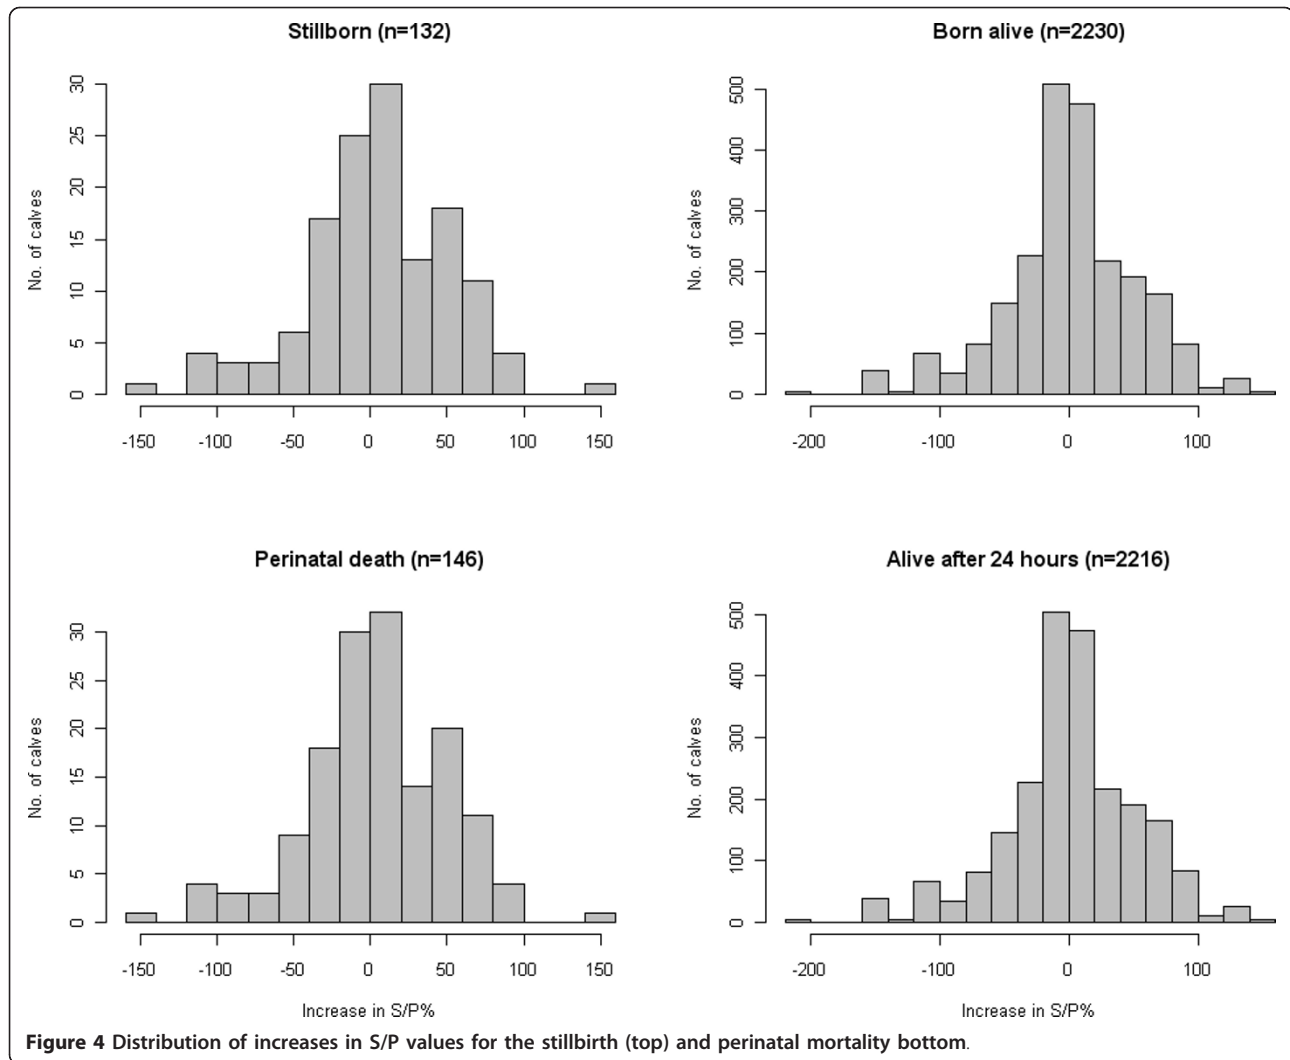 Stillborn (n=132)
No. of calves
0 5 10 15 20 25 30
-150 -100 -50 0 50 100 150
Born alive (n=2230)
No. of calves
0 100 200 300 400 500
-200 -100 0 100
Perinatal death (n=146)
No. of calves
0 5 10 15 20 25 30
-150 -100 -50 0 50 100 150
Increase in S/P%
Alive after 24 hours (n=2216)
No. of calves
0 100 200 300 400 500
-200 -100 0 100
Increase in S/P%
Figure 4 Distribution of increases in S/P values for the stillbirth (top) and perinatal mortality bottom.